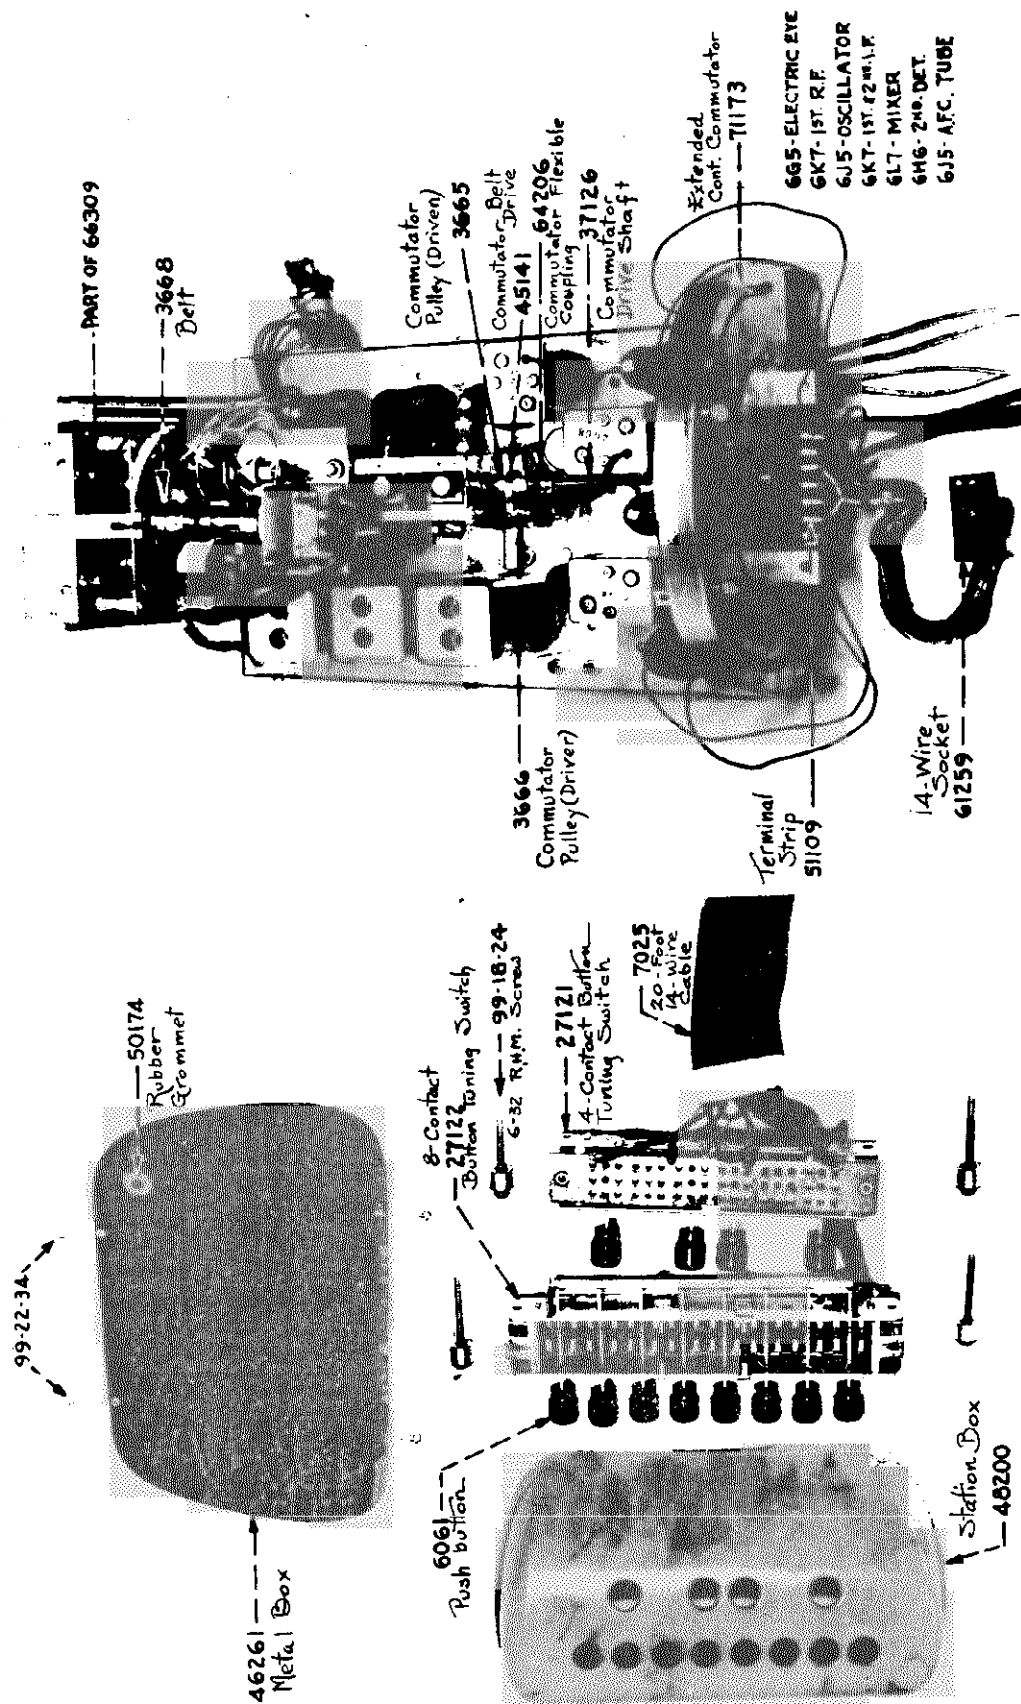 99-22-34
50174
Rubber
Grommet
46261
Metal Box
8-Contact
27122
Button Tuning Switch
99-18-24
6-32 R.H.M. Screw
27121
4-Contact Button
Tuning Switch
7025
20-Foot
14-Wire
Cable
6061
Push button
Station Box
48200
PART OF 66309
3668
Belt
Commutator
Pulley (Driven)
3665
Commutator Belt
Drive
45141
64206
Commutator Flexible
Coupling
37126
Commutator
Drive Shaft
Extended
Cont. Commutator
71173
3666
Commutator
Pulley (Driver)
Terminal
Strip
51109
14-Wire
Socket
61259
6G5-ELECTRIC EYE
6K7-1ST. R.F.
6J5-OSCILLATOR
6K7-1ST. & 2ND. I.F.
6L7-MIXER
6H6-2ND. DET.
6J5-A.F.C. TUBE